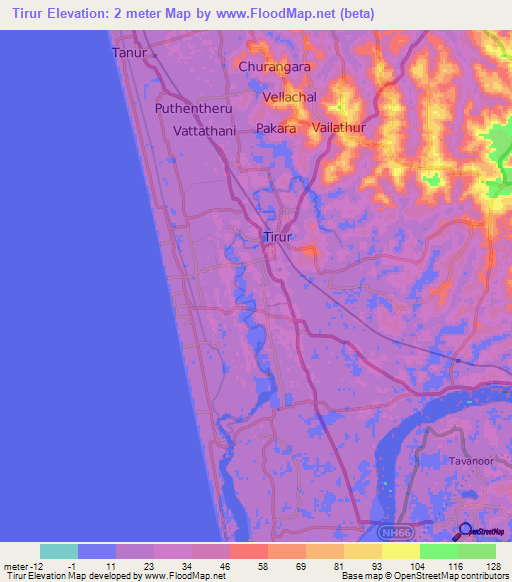 Tirur Elevation: 2 meter Map by www.FloodMap.net (beta)
Tanur
Churangara
Vellachal
Puthentheru
Vattathani
Pakara
Vailathur
Tirur
Tavanoor
NH66
OpenStreetMap
meter -12 -1 11 23 34 46 58 69 81 93 104 116 128
Tirur Elevation Map developed by www.FloodMap.net
Base map © OpenStreetMap contributors